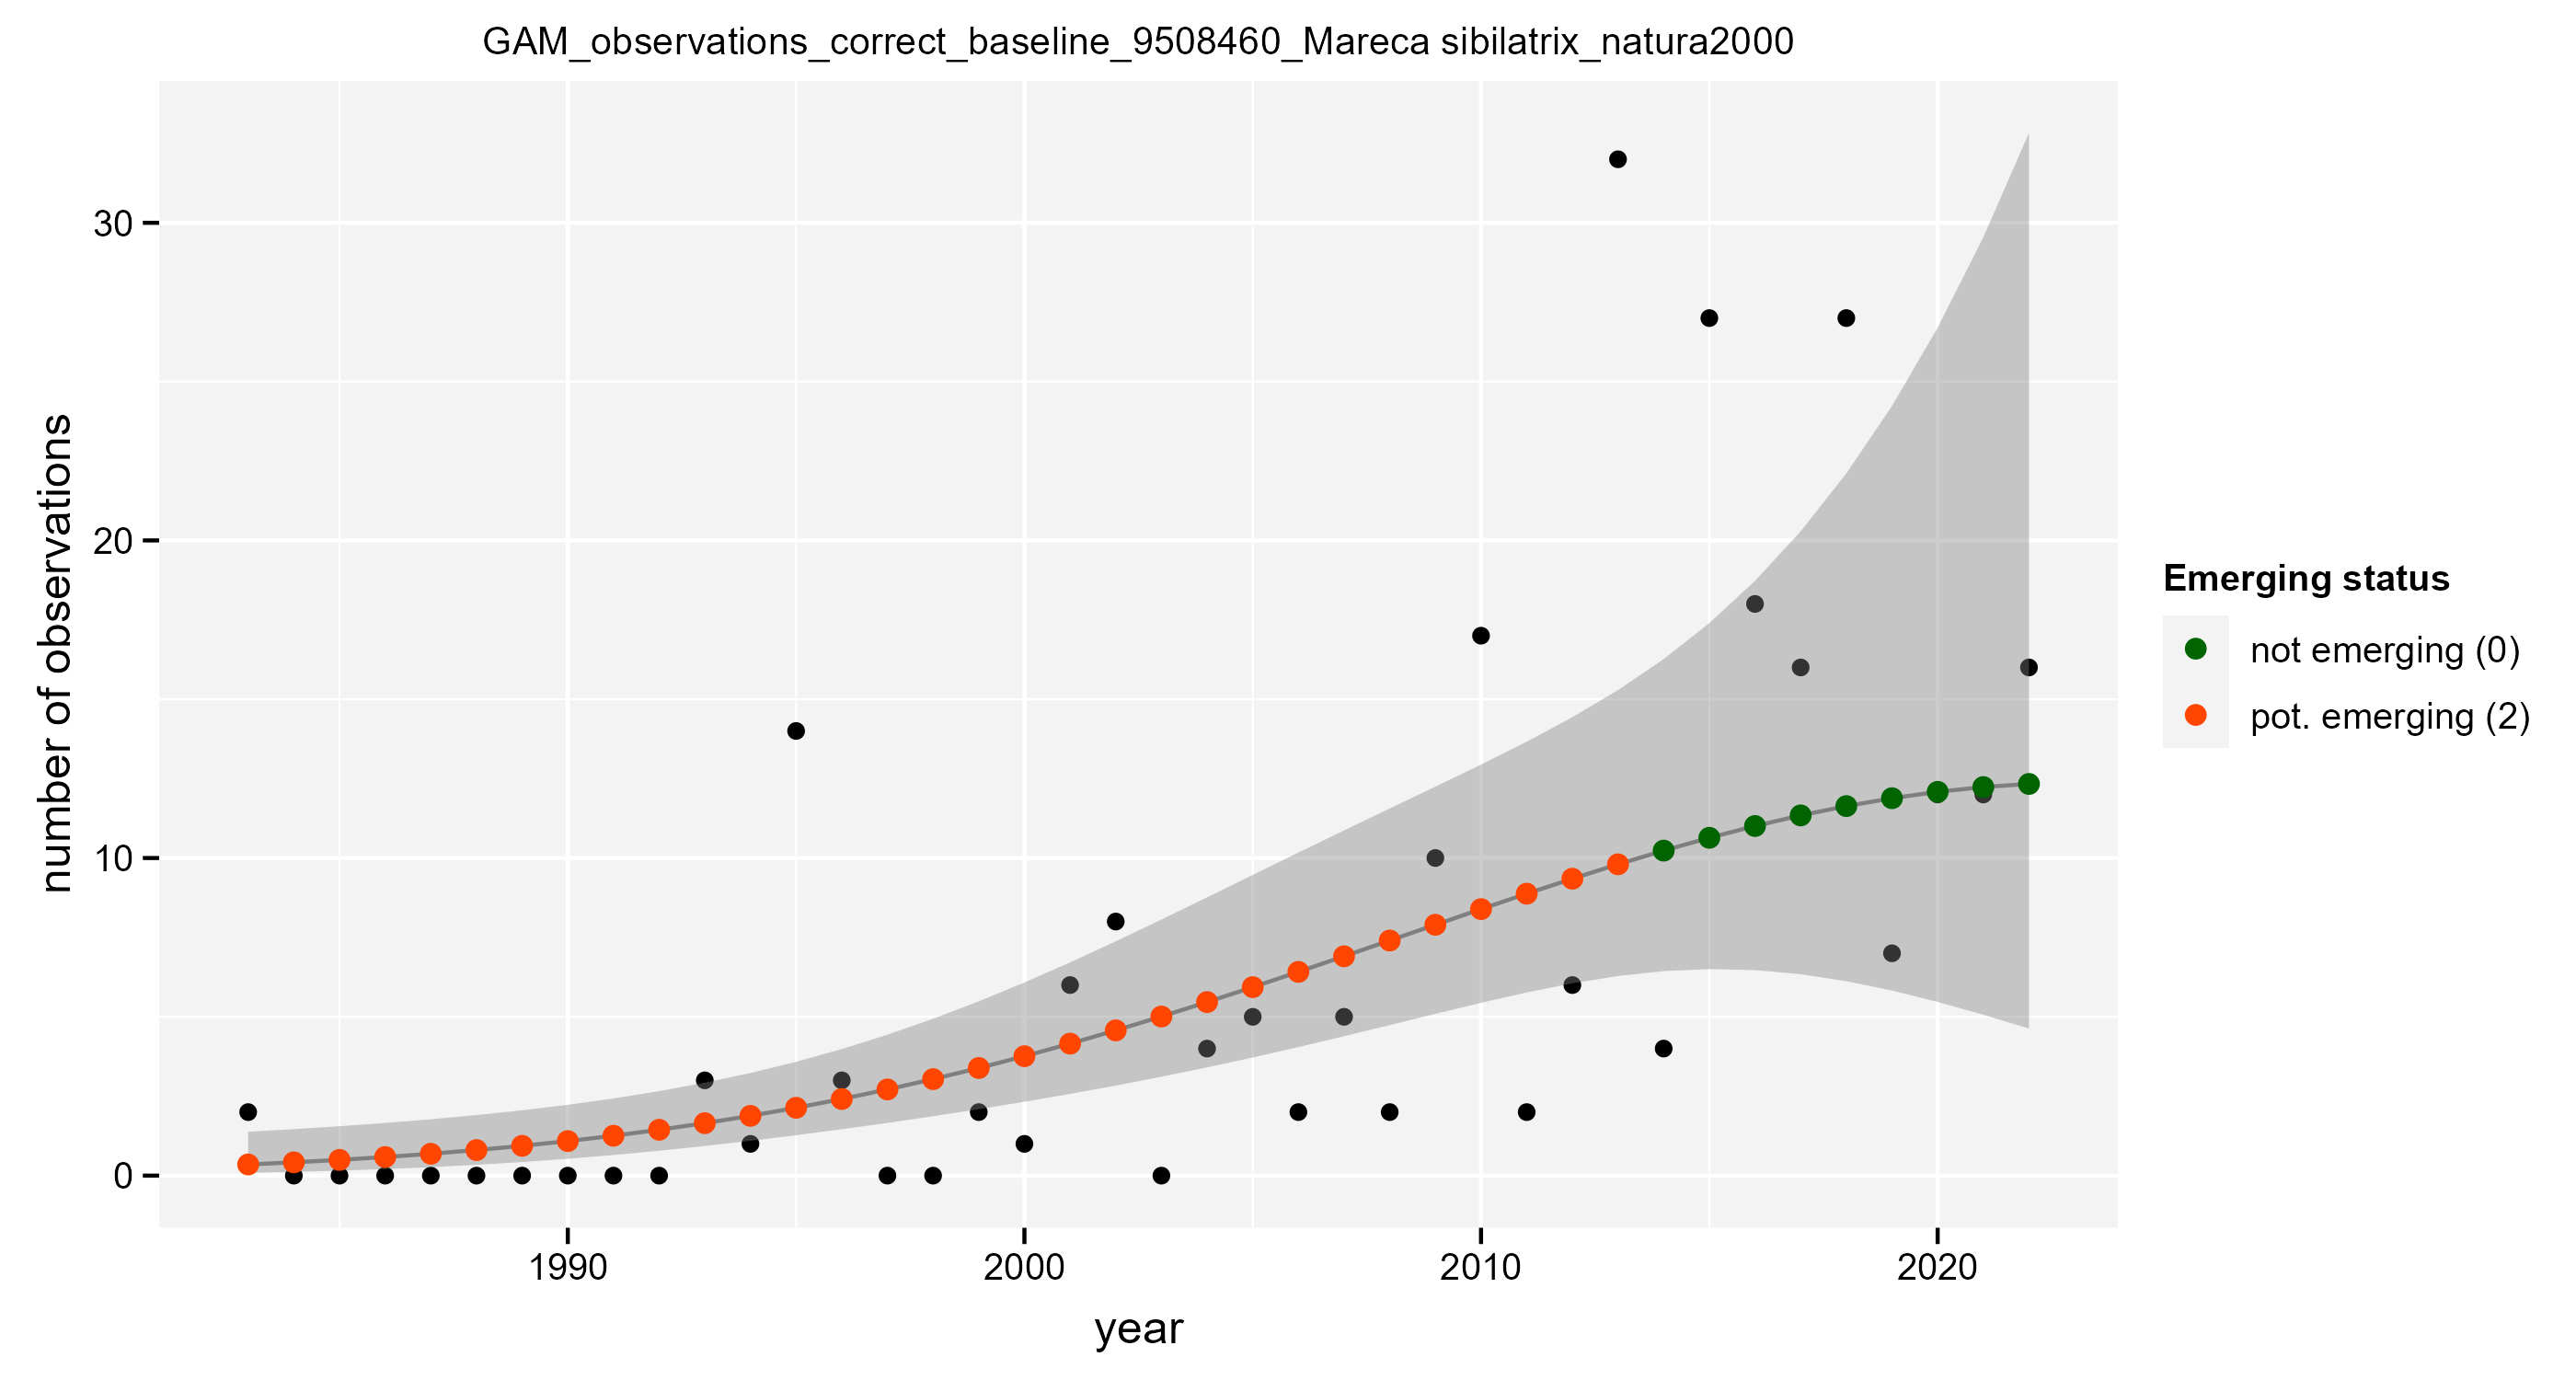 GAM_observations_correct_baseline_9508460_Mareca sibilatrix_natura2000
number of observations
30
20
10
0
1990 2000 2010 2020
year
Emerging status
not emerging (0)
pot. emerging (2)